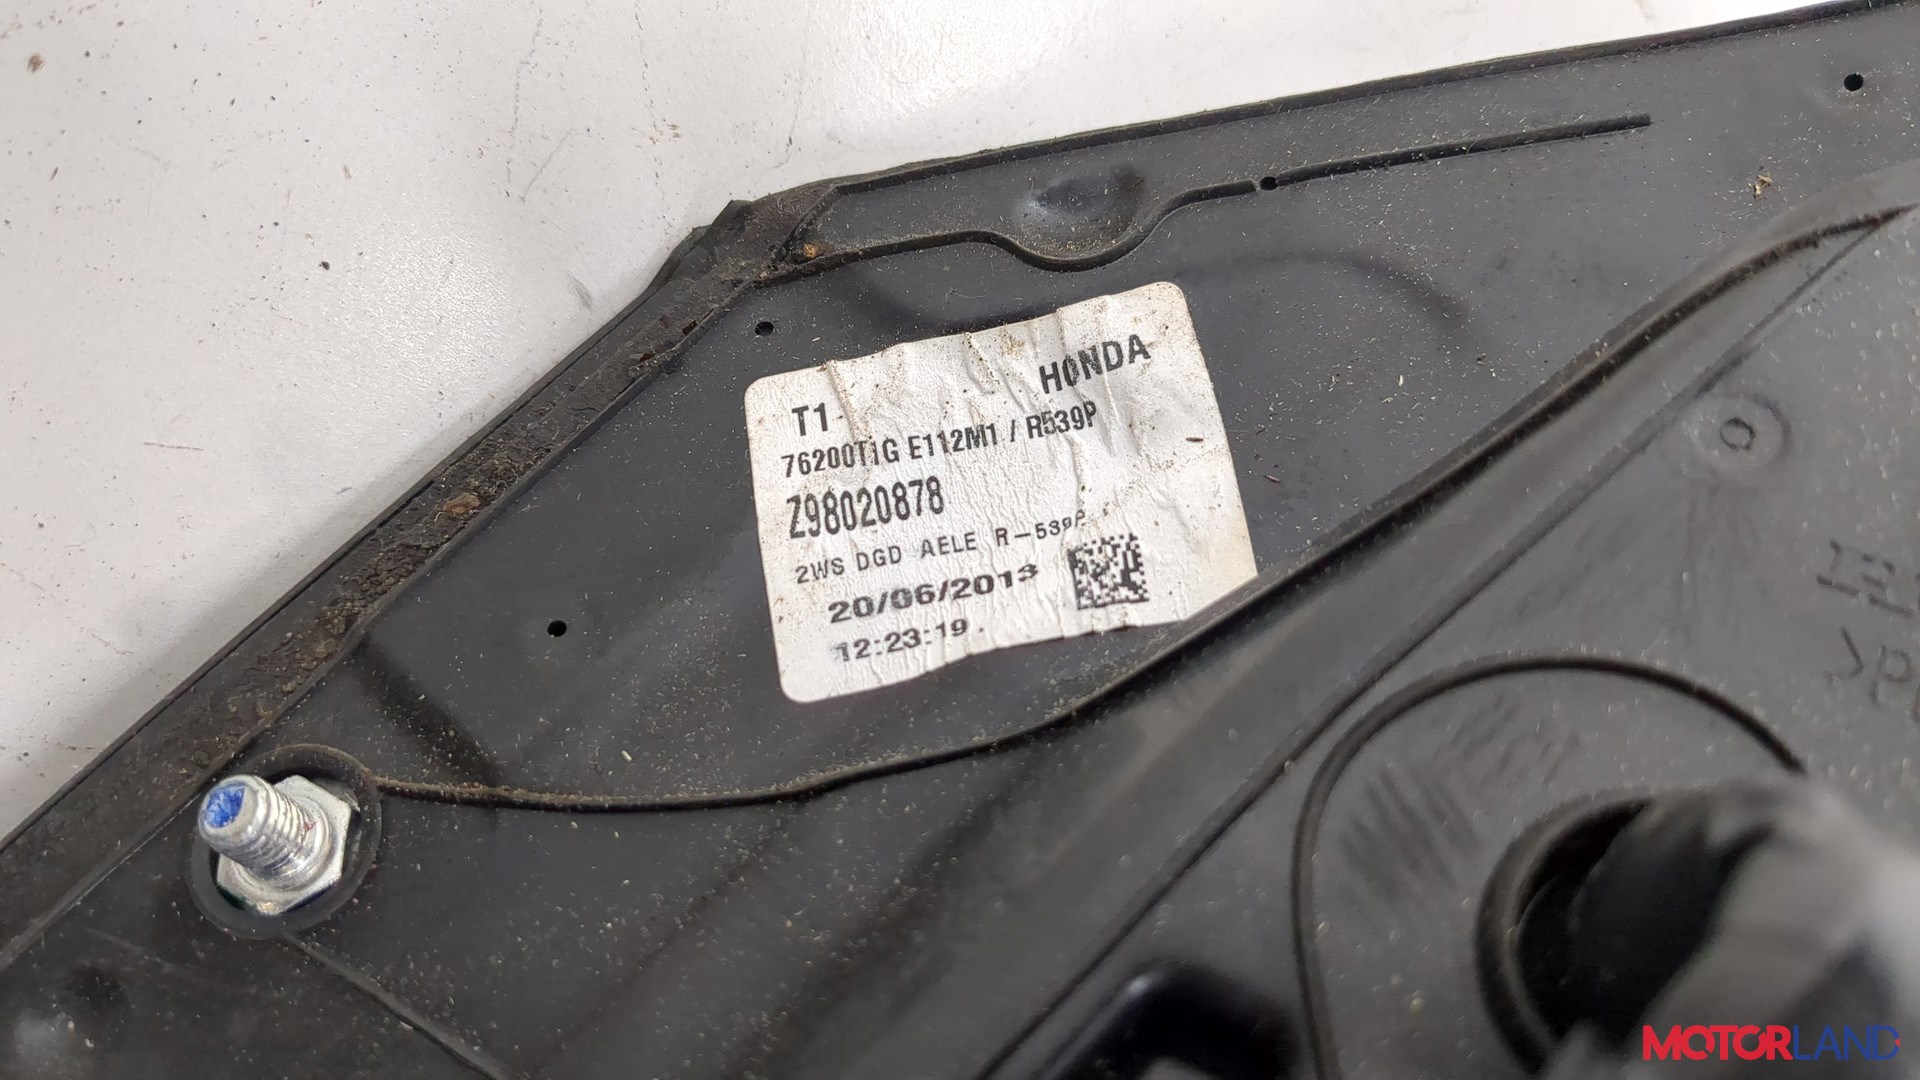 T1 HONDA
76200T1G E112M1 / R539P
Z98020878
2WS DGD AELE R-539P
20/06/2013
12:23:19
MOTORLAND